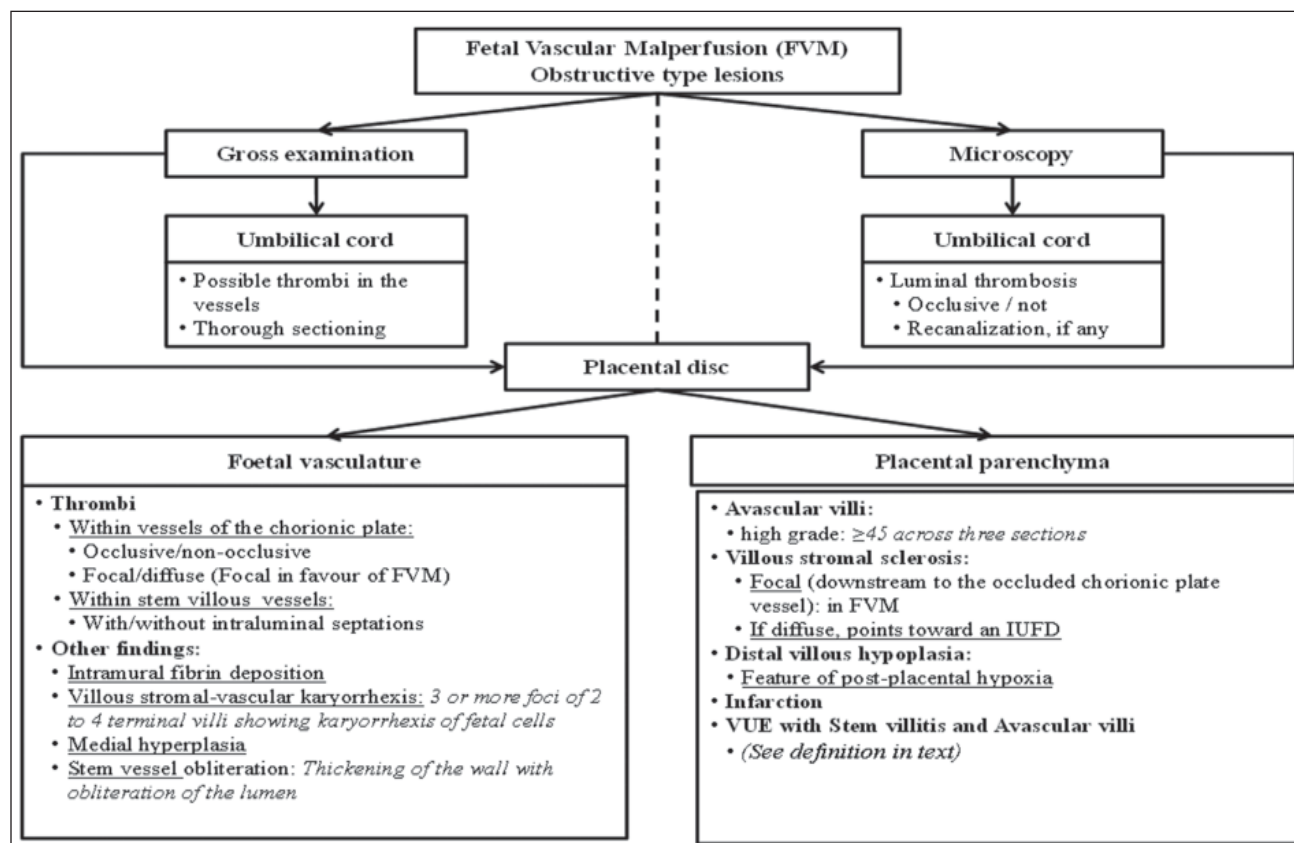 Fetal Vascular Malperfusion (FVM)
Obstructive type lesions
Gross examination
Microscopy
Umbilical cord
• Possible thrombi in the
vessels
• Thorough sectioning
Umbilical cord
• Luminal thrombosis
• Occlusive / not
• Recanalization, if any
Placental disc
Foetal vasculature
• Thrombi
• Within vessels of the chorionic plate:
• Occlusive/non-occlusive
• Focal/diffuse (Focal in favour of FVM)
• Within stem villous vessels:
• With/without intraluminal septations
• Other findings:
• Intramural fibrin deposition
• Villous stromal-vascular karyorrhexis: 3 or more foci of 2
to 4 terminal villi showing karyorrhexis of fetal cells
• Medial hyperplasia
• Stem vessel obliteration: Thickening of the wall with
obliteration of the lumen
Placental parenchyma
• Avascular villi:
• high grade: ≥45 across three sections
• Villous stromal sclerosis:
• Focal (downstream to the occluded chorionic plate
vessel): in FVM
• If diffuse, points toward an IUFD
• Distal villous hypoplasia:
• Feature of post-placental hypoxia
• Infarction
• VUE with Stem villitis and Avascular villi
• (See definition in text)